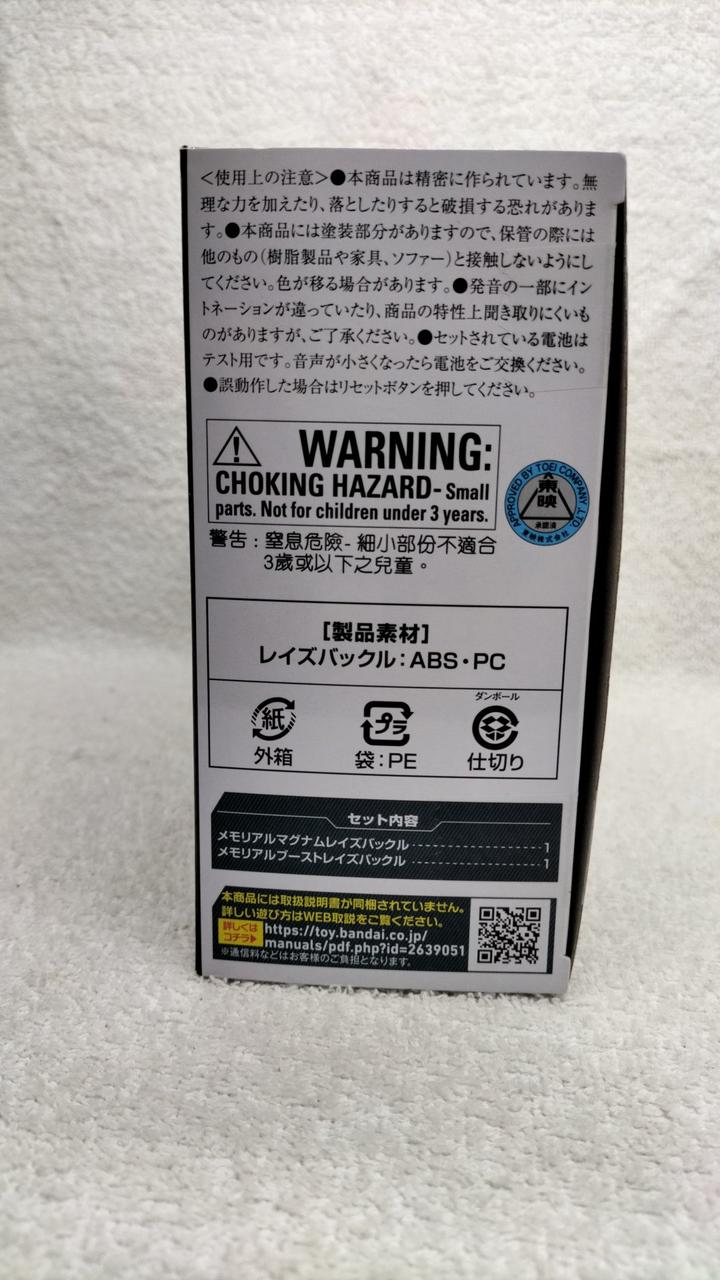 <使用上の注意>●本商品は精密に作られています。無
理な力を加えたり、落としたりすると破損する恐れがありま
す。●本商品には塗装部分がありますので、保管の際には
他のもの(樹脂製品や家具、ソファー)と接触しないようにし
てください。色が移る場合があります。●発音の一部にイン
トネーションが違っていたり、商品の特性上聞き取りにくいも
のがありますが、ご了承ください。●セットされている電池は
テスト用です。音声が小さくなったら電池をご交換ください。
●誤動作した場合はリセットボタンを押してください。
WARNING:
CHOKING HAZARD-Small
parts. Not for children under 3 years.
APPROVED BY TOEI COMPANY, LTD.
東映
承認済
東映株式会社
警告:窒息危險-細小部份不適合
3歲或以下之兒童。
[製品素材]
レイズバックル:ABS・PC
ダンボール
紙 プラ
外箱 袋:PE 仕切り
セット内容
メモリアルマグナムレイズバックル 1
メモリアルブーストレイズバックル 1
本商品には取扱説明書が同梱されていません。
詳しい遊び方はWEB取説をご覧ください。
詳しくは
コチラ▶
https://toy.bandai.co.jp/
manuals/pdf.php?id=2639051
※通信料などはお客様のご負担となります。